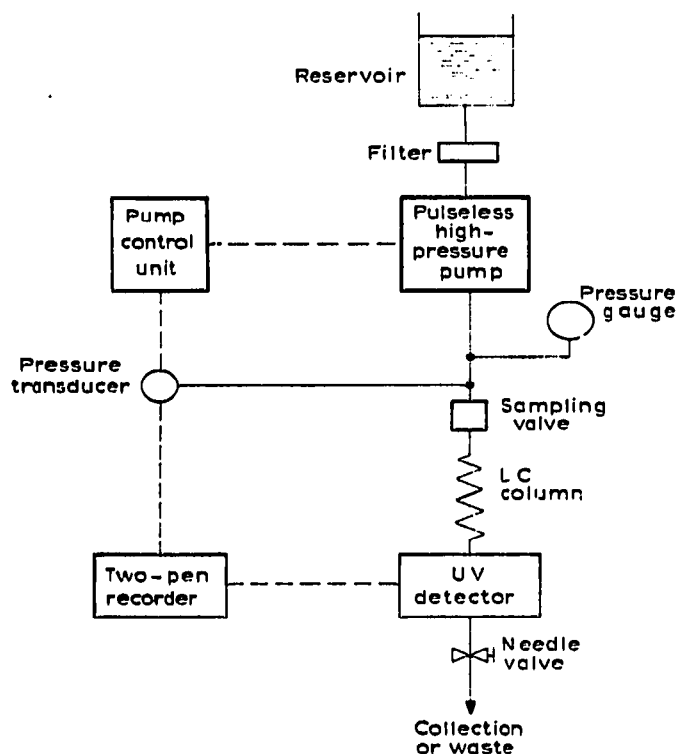 Reservoir
Filter
Pump
control
unit
Pulseless
high-
pressure
pump
Pressure
gauge
Pressure
transducer
Sampling
valve
LC
column
Two-pen
recorder
UV
detector
Needle
valve
Collection
or waste